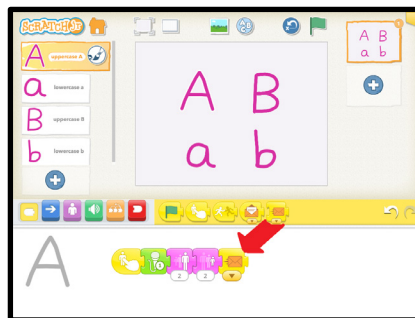 SCRATCHJR
A
uppercase A
a
lowercase a
B
uppercase B
b
lowercase b
A B
a b
A B
a b
A
2 2